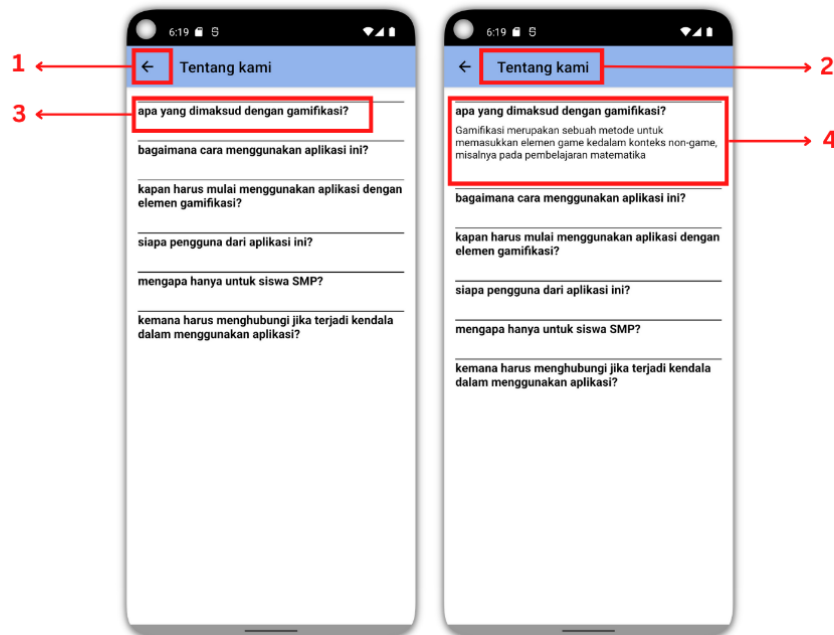 6:19
Tentang kami
apa yang dimaksud dengan gamifikasi?
bagaimana cara menggunakan aplikasi ini?
kapan harus mulai menggunakan aplikasi dengan
elemen gamifikasi?
siapa pengguna dari aplikasi ini?
mengapa hanya untuk siswa SMP?
kemana harus menghubungi jika terjadi kendala
dalam menggunakan aplikasi?
1
3
6:19
Tentang kami
apa yang dimaksud dengan gamifikasi?
Gamifikasi merupakan sebuah metode untuk
memasukkan elemen game kedalam konteks non-game,
misalnya pada pembelajaran matematika
bagaimana cara menggunakan aplikasi ini?
kapan harus mulai menggunakan aplikasi dengan
elemen gamifikasi?
siapa pengguna dari aplikasi ini?
mengapa hanya untuk siswa SMP?
kemana harus menghubungi jika terjadi kendala
dalam menggunakan aplikasi?
2
4